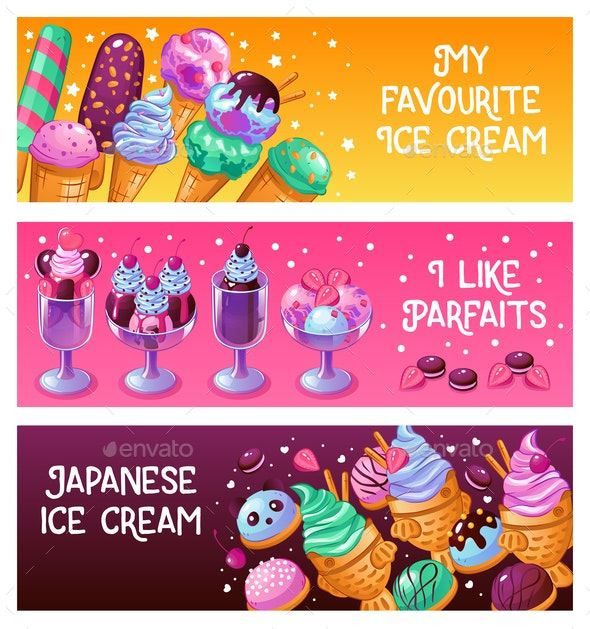 MY
FAVOURITE
ICE CREAM
I LIKE
PARFAITS
envato
envato
JAPANESE
ICE CREAM